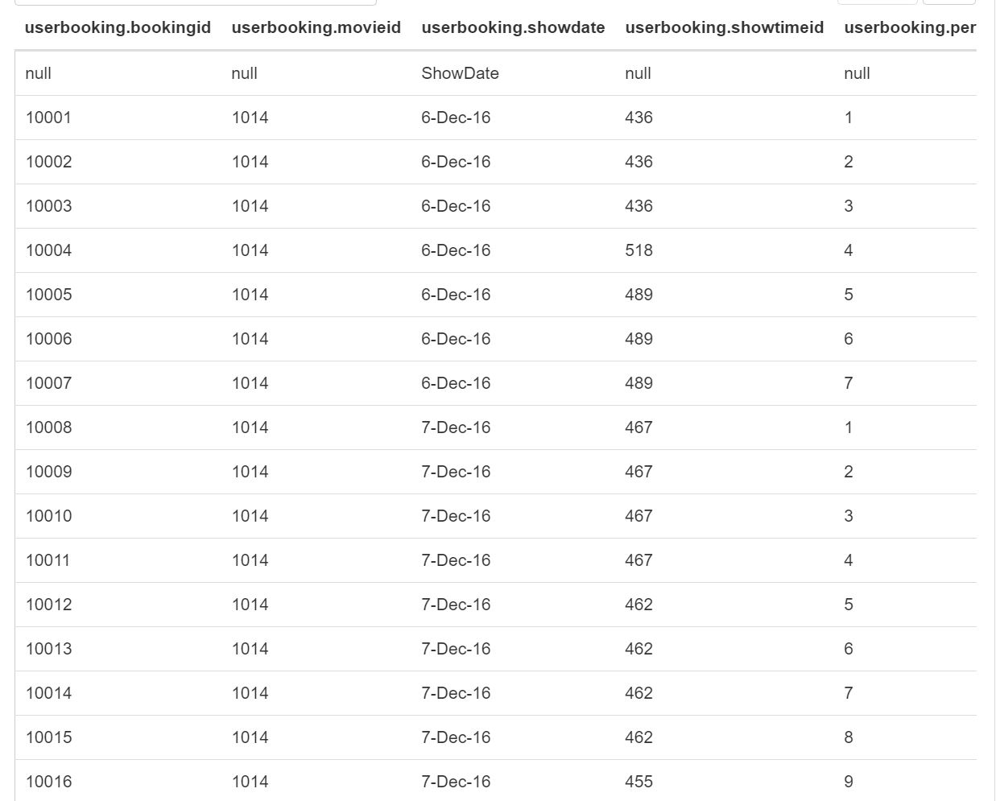 userbooking.bookingid userbooking.movieid userbooking.showdate userbooking.showtimeid userbooking.per
null null ShowDate null null
10001 1014 6-Dec-16 436 1
10002 1014 6-Dec-16 436 2
10003 1014 6-Dec-16 436 3
10004 1014 6-Dec-16 518 4
10005 1014 6-Dec-16 489 5
10006 1014 6-Dec-16 489 6
10007 1014 6-Dec-16 489 7
10008 1014 7-Dec-16 467 1
10009 1014 7-Dec-16 467 2
10010 1014 7-Dec-16 467 3
10011 1014 7-Dec-16 467 4
10012 1014 7-Dec-16 462 5
10013 1014 7-Dec-16 462 6
10014 1014 7-Dec-16 462 7
10015 1014 7-Dec-16 462 8
10016 1014 7-Dec-16 455 9